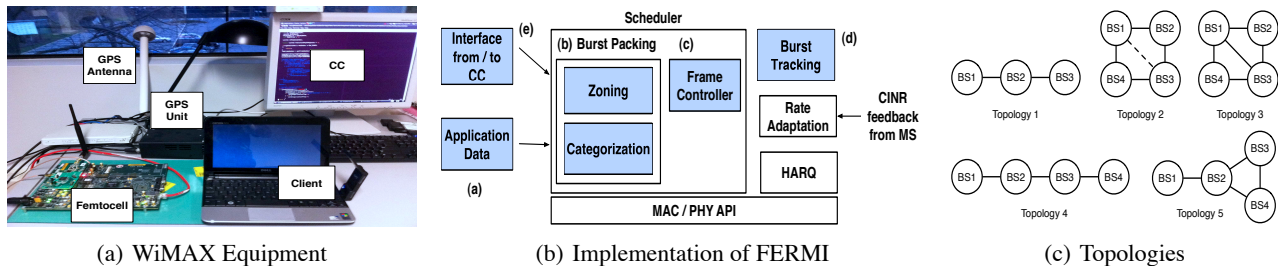 GPS
Antenna
CC
GPS
Unit
Client
Femtocell
(a) WiMAX Equipment
Scheduler
(e)
Interface
from / to
CC
(b) Burst Packing
(c)
(d)
Burst
Tracking
Zoning
Frame
Controller
CINR
feedback
from MS
Rate
Adaptation
Application
Data
Categorization
(a)
HARQ
MAC / PHY API
(b) Implementation of FERMI
BS1 BS2 BS3
Topology 1
BS1 BS2
BS4 BS3
Topology 2
BS1 BS2
BS4 BS3
Topology 3
BS1 BS2 BS3 BS4
Topology 4
BS3
BS1 BS2
BS4
Topology 5
(c) Topologies